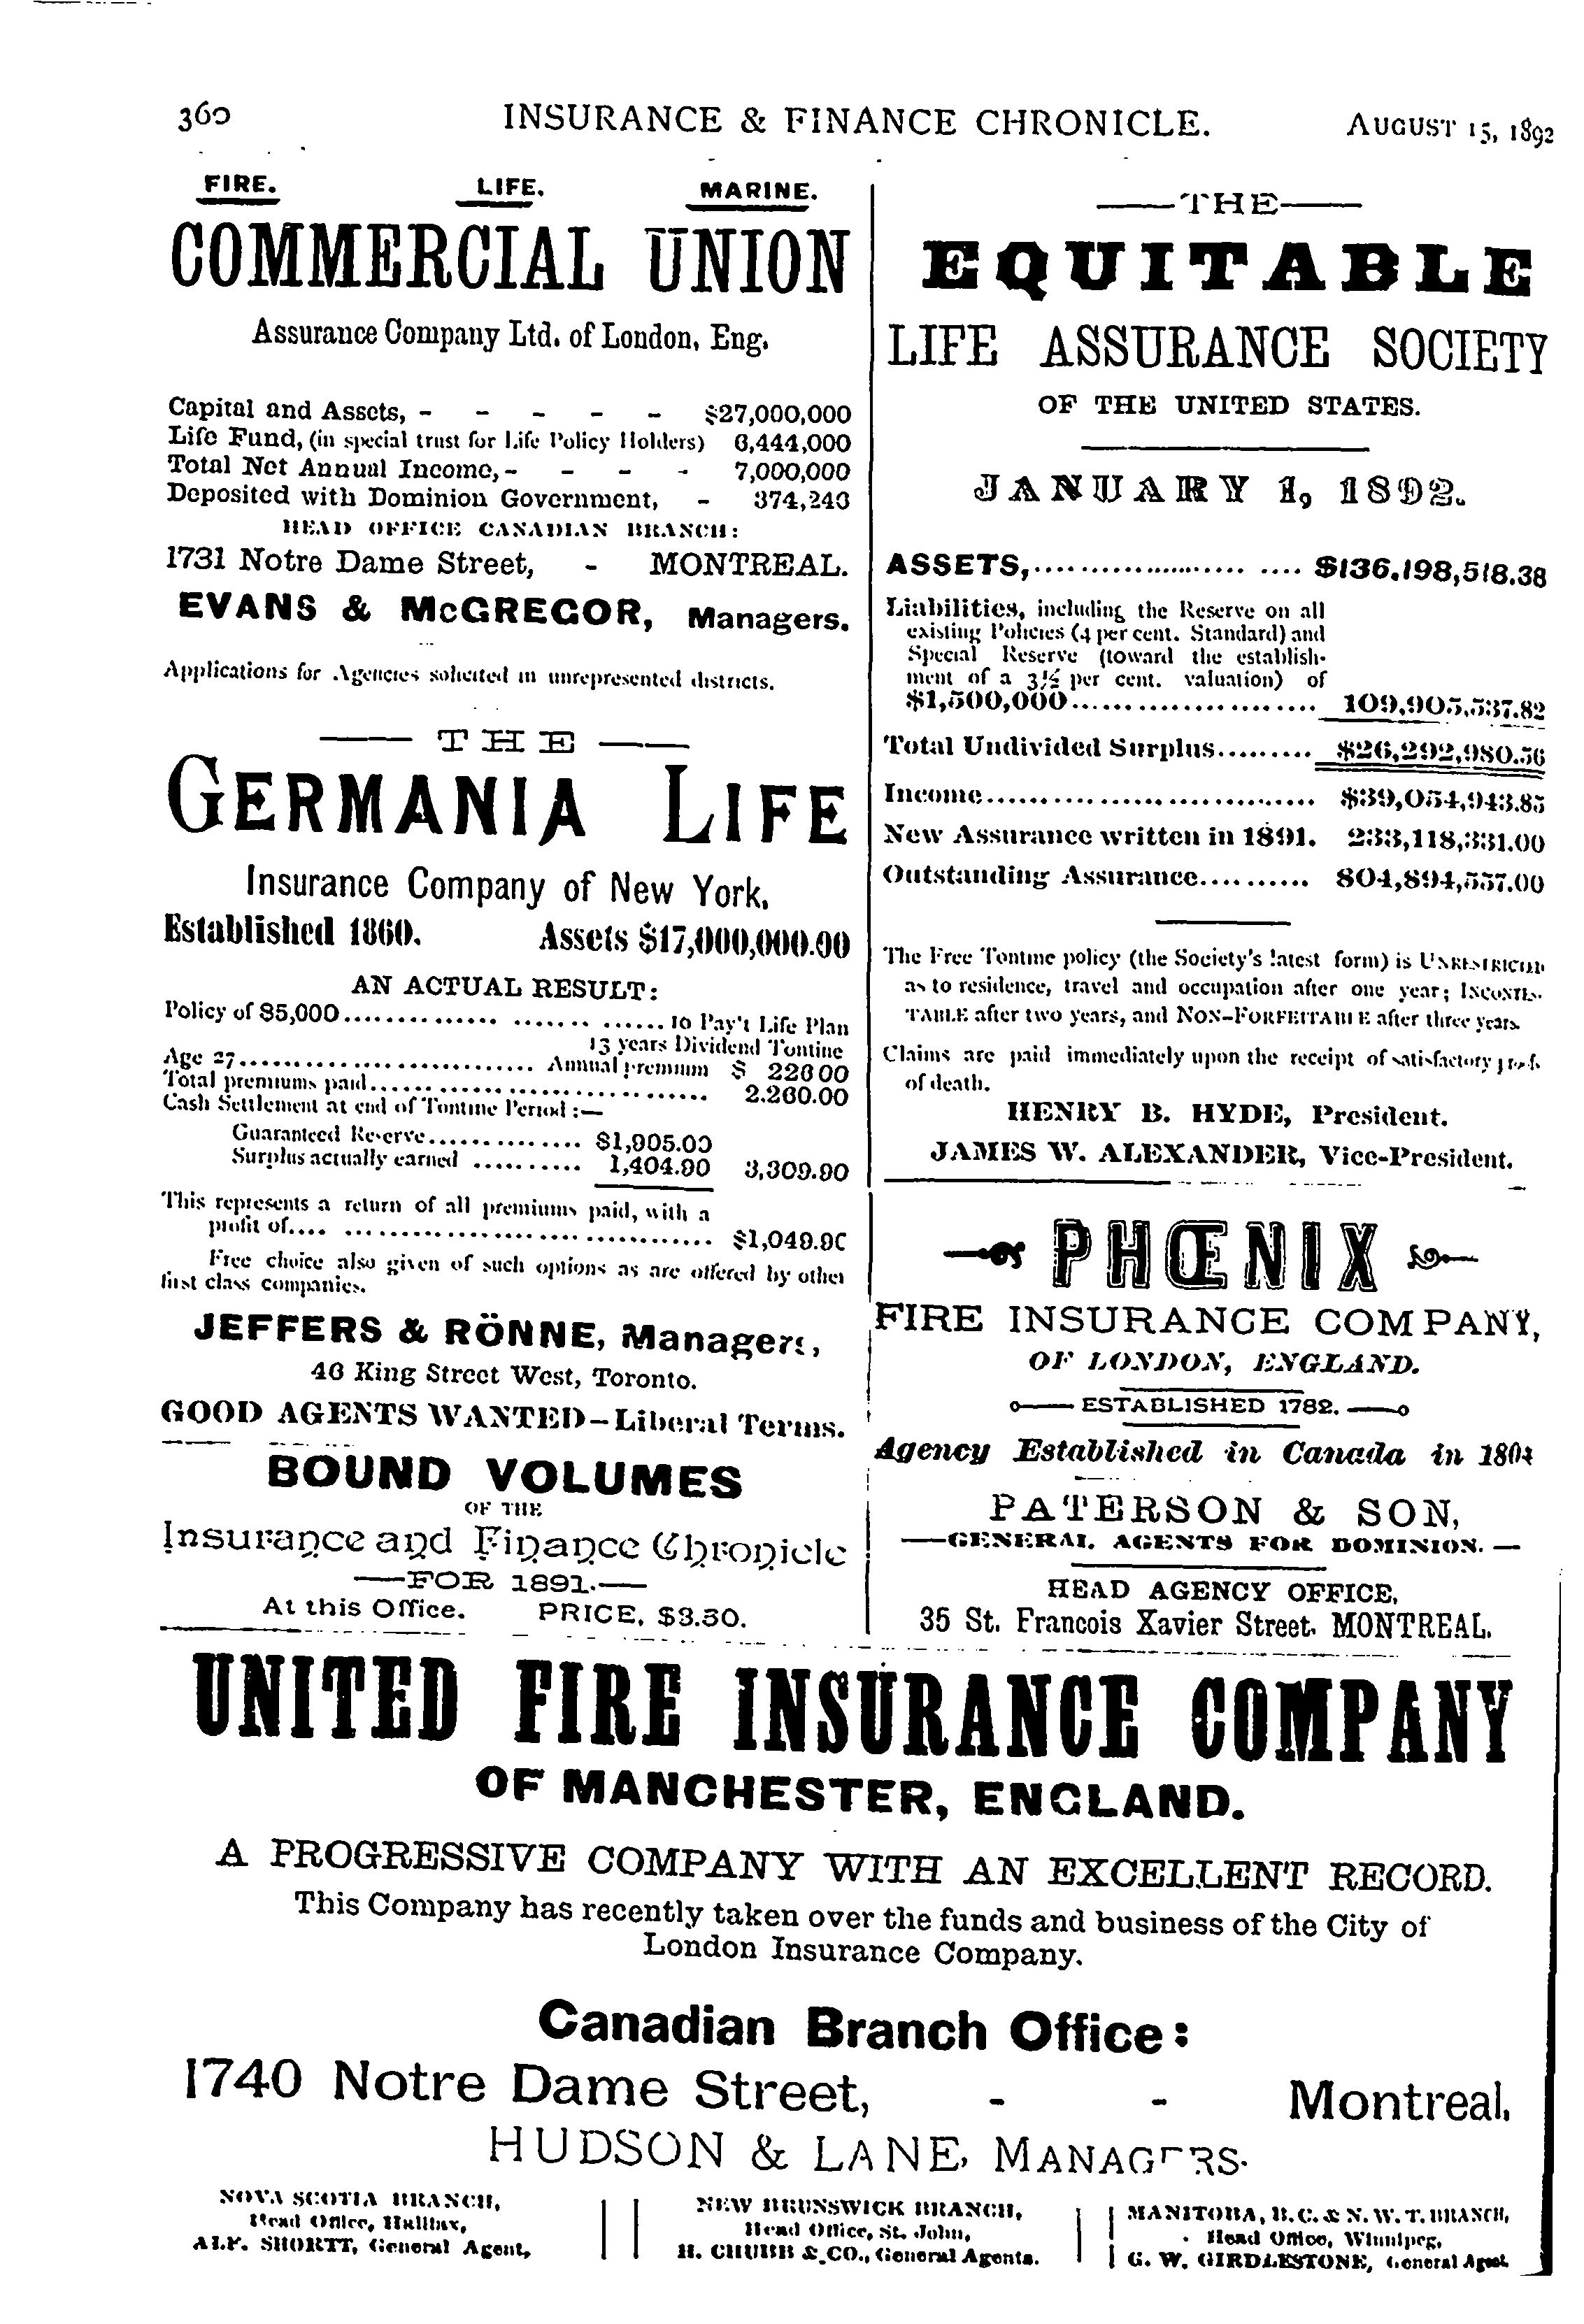 360 INSURANCE & FINANCE CHRONICLE. AUGUST 15, 1892
FIRE. LIFE. MARINE.
COMMERCIAL UNION
Assurance Company Ltd. of London, Eng.
Capital and Assets, - - - - - $27,000,000
Life Fund, (in special trust for Life Policy Holders) 6,444,000
Total Net Annual Income, - - - - 7,000,000
Deposited with Dominion Government, - 374,246
HEAD OFFICE CANADIAN BRANCH:
1731 Notre Dame Street, - MONTREAL.
EVANS & McGREGOR, Managers.
Applications for Agencies solicited in unrepresented districts.
THE
GERMANIA LIFE
Insurance Company of New York.
Established 1860. Assets $17,000,000.00
AN ACTUAL RESULT:
Policy of $5,000.................... 10 Pay't Life Plan
13 years Dividend Tontine
Age 27.................... Annual premium $ 226 00
Total premiums paid.................... 2.260.00
Cash Settlement at end of Tontine Period:—
Guaranteed Reserve............... $1,905.00
Surplus actually earned .......... 1,404.90 3,309.90
This represents a return of all premiums paid, with a
profit of.................... $1,049.90
Free choice also given of such options as are offered by other
first class companies.
JEFFERS & RÖNNE, Managers,
46 King Street West, Toronto.
GOOD AGENTS WANTED-Liberal Terms.
BOUND VOLUMES
OF THE
Insurance and Finance Chronicle
—FOR 1891.—
At this Office. PRICE, $3.50.
—THE—
EQUITABLE
LIFE ASSURANCE SOCIETY
OF THE UNITED STATES.
JANUARY 1, 1892.
ASSETS,.................... $136,198,518.38
Liabilities, including the Reserve on all
existing Policies (4 per cent. Standard) and
Special Reserve (toward the establish-
ment of a 3½ per cent. valuation) of
$1,500,000.................... 109,905,537.82
Total Undivided Surplus......... $26,292,980.56
Income.................... $39,054,943.85
New Assurance written in 1891. 233,118,331.00
Outstanding Assurance.......... 804,894,557.00
The Free Tontine policy (the Society's latest form) is UNRESTRICTED
as to residence, travel and occupation after one year; INCONTES-
TABLE after two years, and NON-FORFEITABLE after three years.
Claims are paid immediately upon the receipt of satisfactory proofs
of death.
HENRY B. HYDE, President.
JAMES W. ALEXANDER, Vice-President.
PHŒNIX
FIRE INSURANCE COMPANY,
OF LONDON, ENGLAND.
ESTABLISHED 1782.
Agency Established in Canada in 1804
PATERSON & SON,
—GENERAL AGENTS FOR DOMINION.—
HEAD AGENCY OFFICE,
35 St. Francois Xavier Street. MONTREAL.
UNITED FIRE INSURANCE COMPANY
OF MANCHESTER, ENGLAND.
A PROGRESSIVE COMPANY WITH AN EXCELLENT RECORD.
This Company has recently taken over the funds and business of the City of
London Insurance Company.
Canadian Branch Office:
1740 Notre Dame Street, - - Montreal.
HUDSON & LANE, MANAGERS.
NOVA SCOTIA BRANCH,
Head Office, Halifax,
ALF. SHORTT, General Agent,
NEW BRUNSWICK BRANCH,
Head Office, St. John,
H. CHUBB & CO., General Agents.
MANITOBA, B.C. & N.W.T. BRANCH,
Head Office, Winnipeg,
G. W. GIRDLESTONE, General Agent.